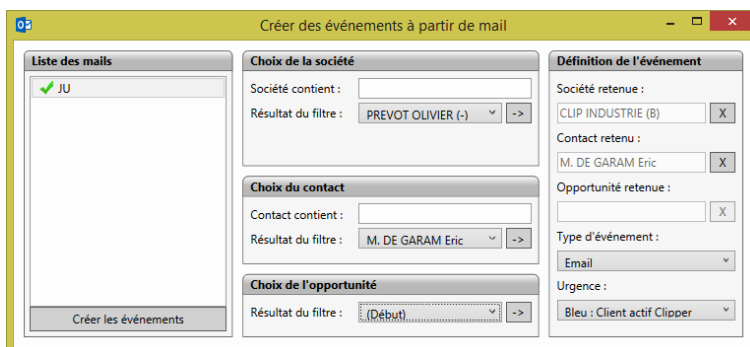 Créer des événements à partir de mail
Liste des mails
JU
Créer les événements
Choix de la société
Société contient :
Résultat du filtre : PREVOT OLIVIER (-) ->
Choix du contact
Contact contient :
Résultat du filtre : M. DE GARAM Eric ->
Choix de l'opportunité
Résultat du filtre : (Début) ->
Définition de l'événement
Société retenue :
CLIP INDUSTRIE (B) X
Contact retenu :
M. DE GARAM Eric X
Opportunité retenue :
X
Type d'événement :
Email
Urgence :
Bleu : Client actif Clipper